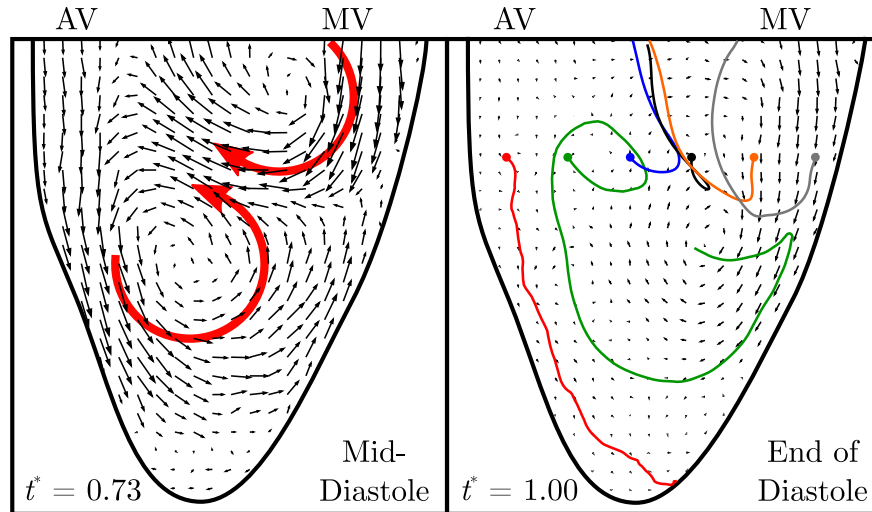 AV MV
AV MV
Mid-
Diastole
t* = 0.73
End of
Diastole
t* = 1.00